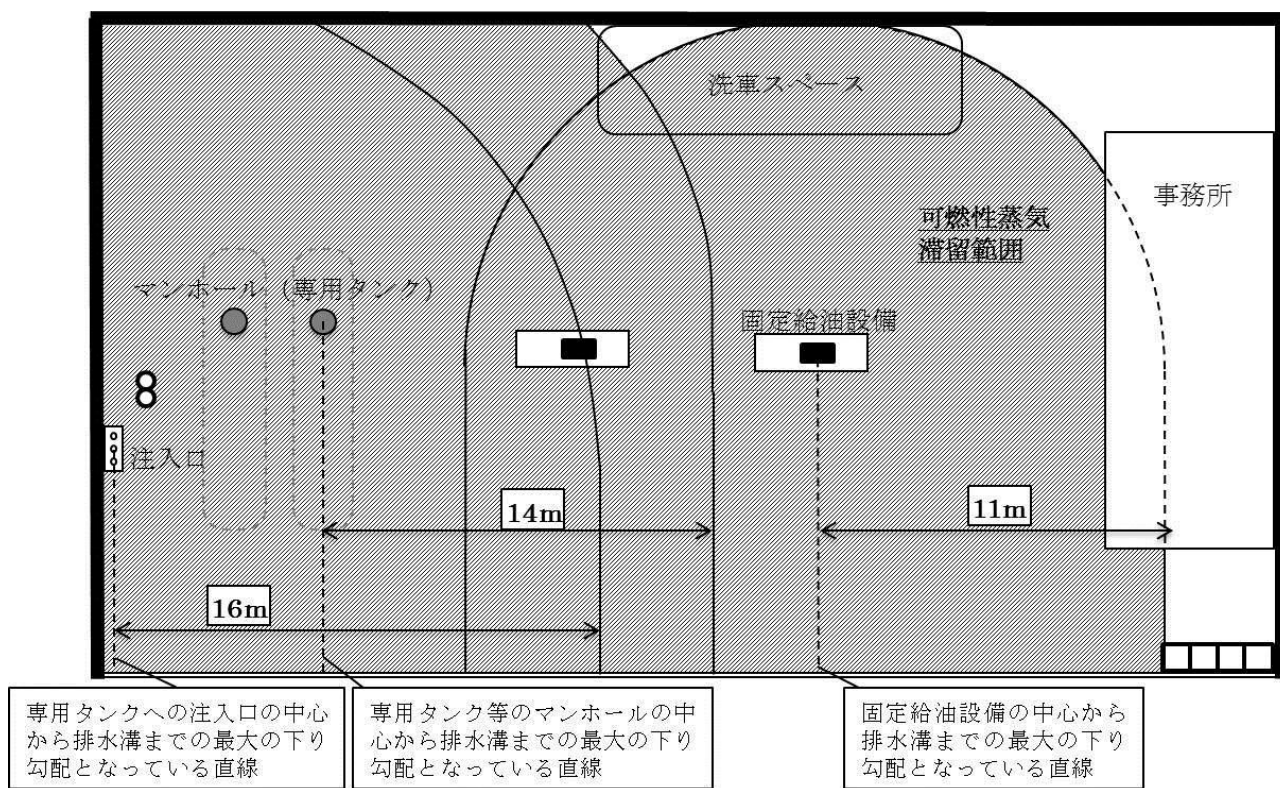 洗車スペース
事務所
可燃性蒸気
滞留範囲
マンホール（専用タンク）
固定給油設備
注入口
14m
11m
16m
専用タンクへの注入口の中心
から排水溝までの最大の下り
勾配となっている直線
専用タンク等のマンホールの中
心から排水溝までの最大の下り
勾配となっている直線
固定給油設備の中心から
排水溝までの最大の下り
勾配となっている直線